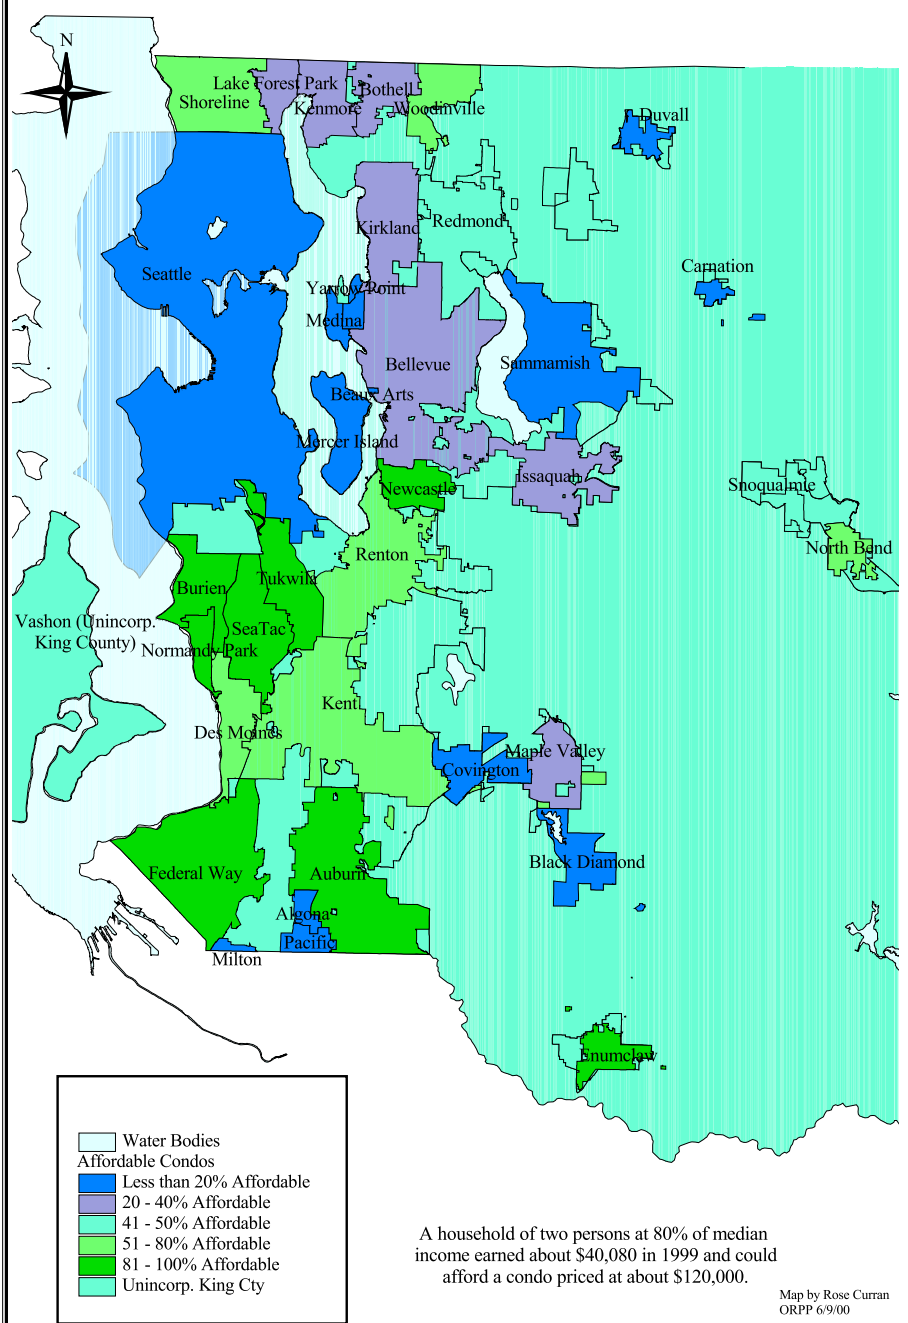 N
Lake Forest Park
Shoreline
Kenmore
Bothell
Woodinville
Duvall
Kirkland
Redmond
Seattle
Carnation
Yarrow Point
Medina
Bellevue
Sammamish
Beaux Arts
Mercer Island
Newcastle
Issaquah
Snoqualmie
North Bend
Renton
Tukwila
Burien
Vashon (Unincorp.
King County)
SeaTac
Normandy Park
Kent
Des Moines
Maple Valley
Covington
Black Diamond
Federal Way
Auburn
Algona
Pacific
Milton
Enumclaw
Water Bodies
Affordable Condos
Less than 20% Affordable
20 - 40% Affordable
41 - 50% Affordable
51 - 80% Affordable
81 - 100% Affordable
Unincorp. King Cty
A household of two persons at 80% of median
income earned about $40,080 in 1999 and could
afford a condo priced at about $120,000.
Map by Rose Curran
ORPP 6/9/00